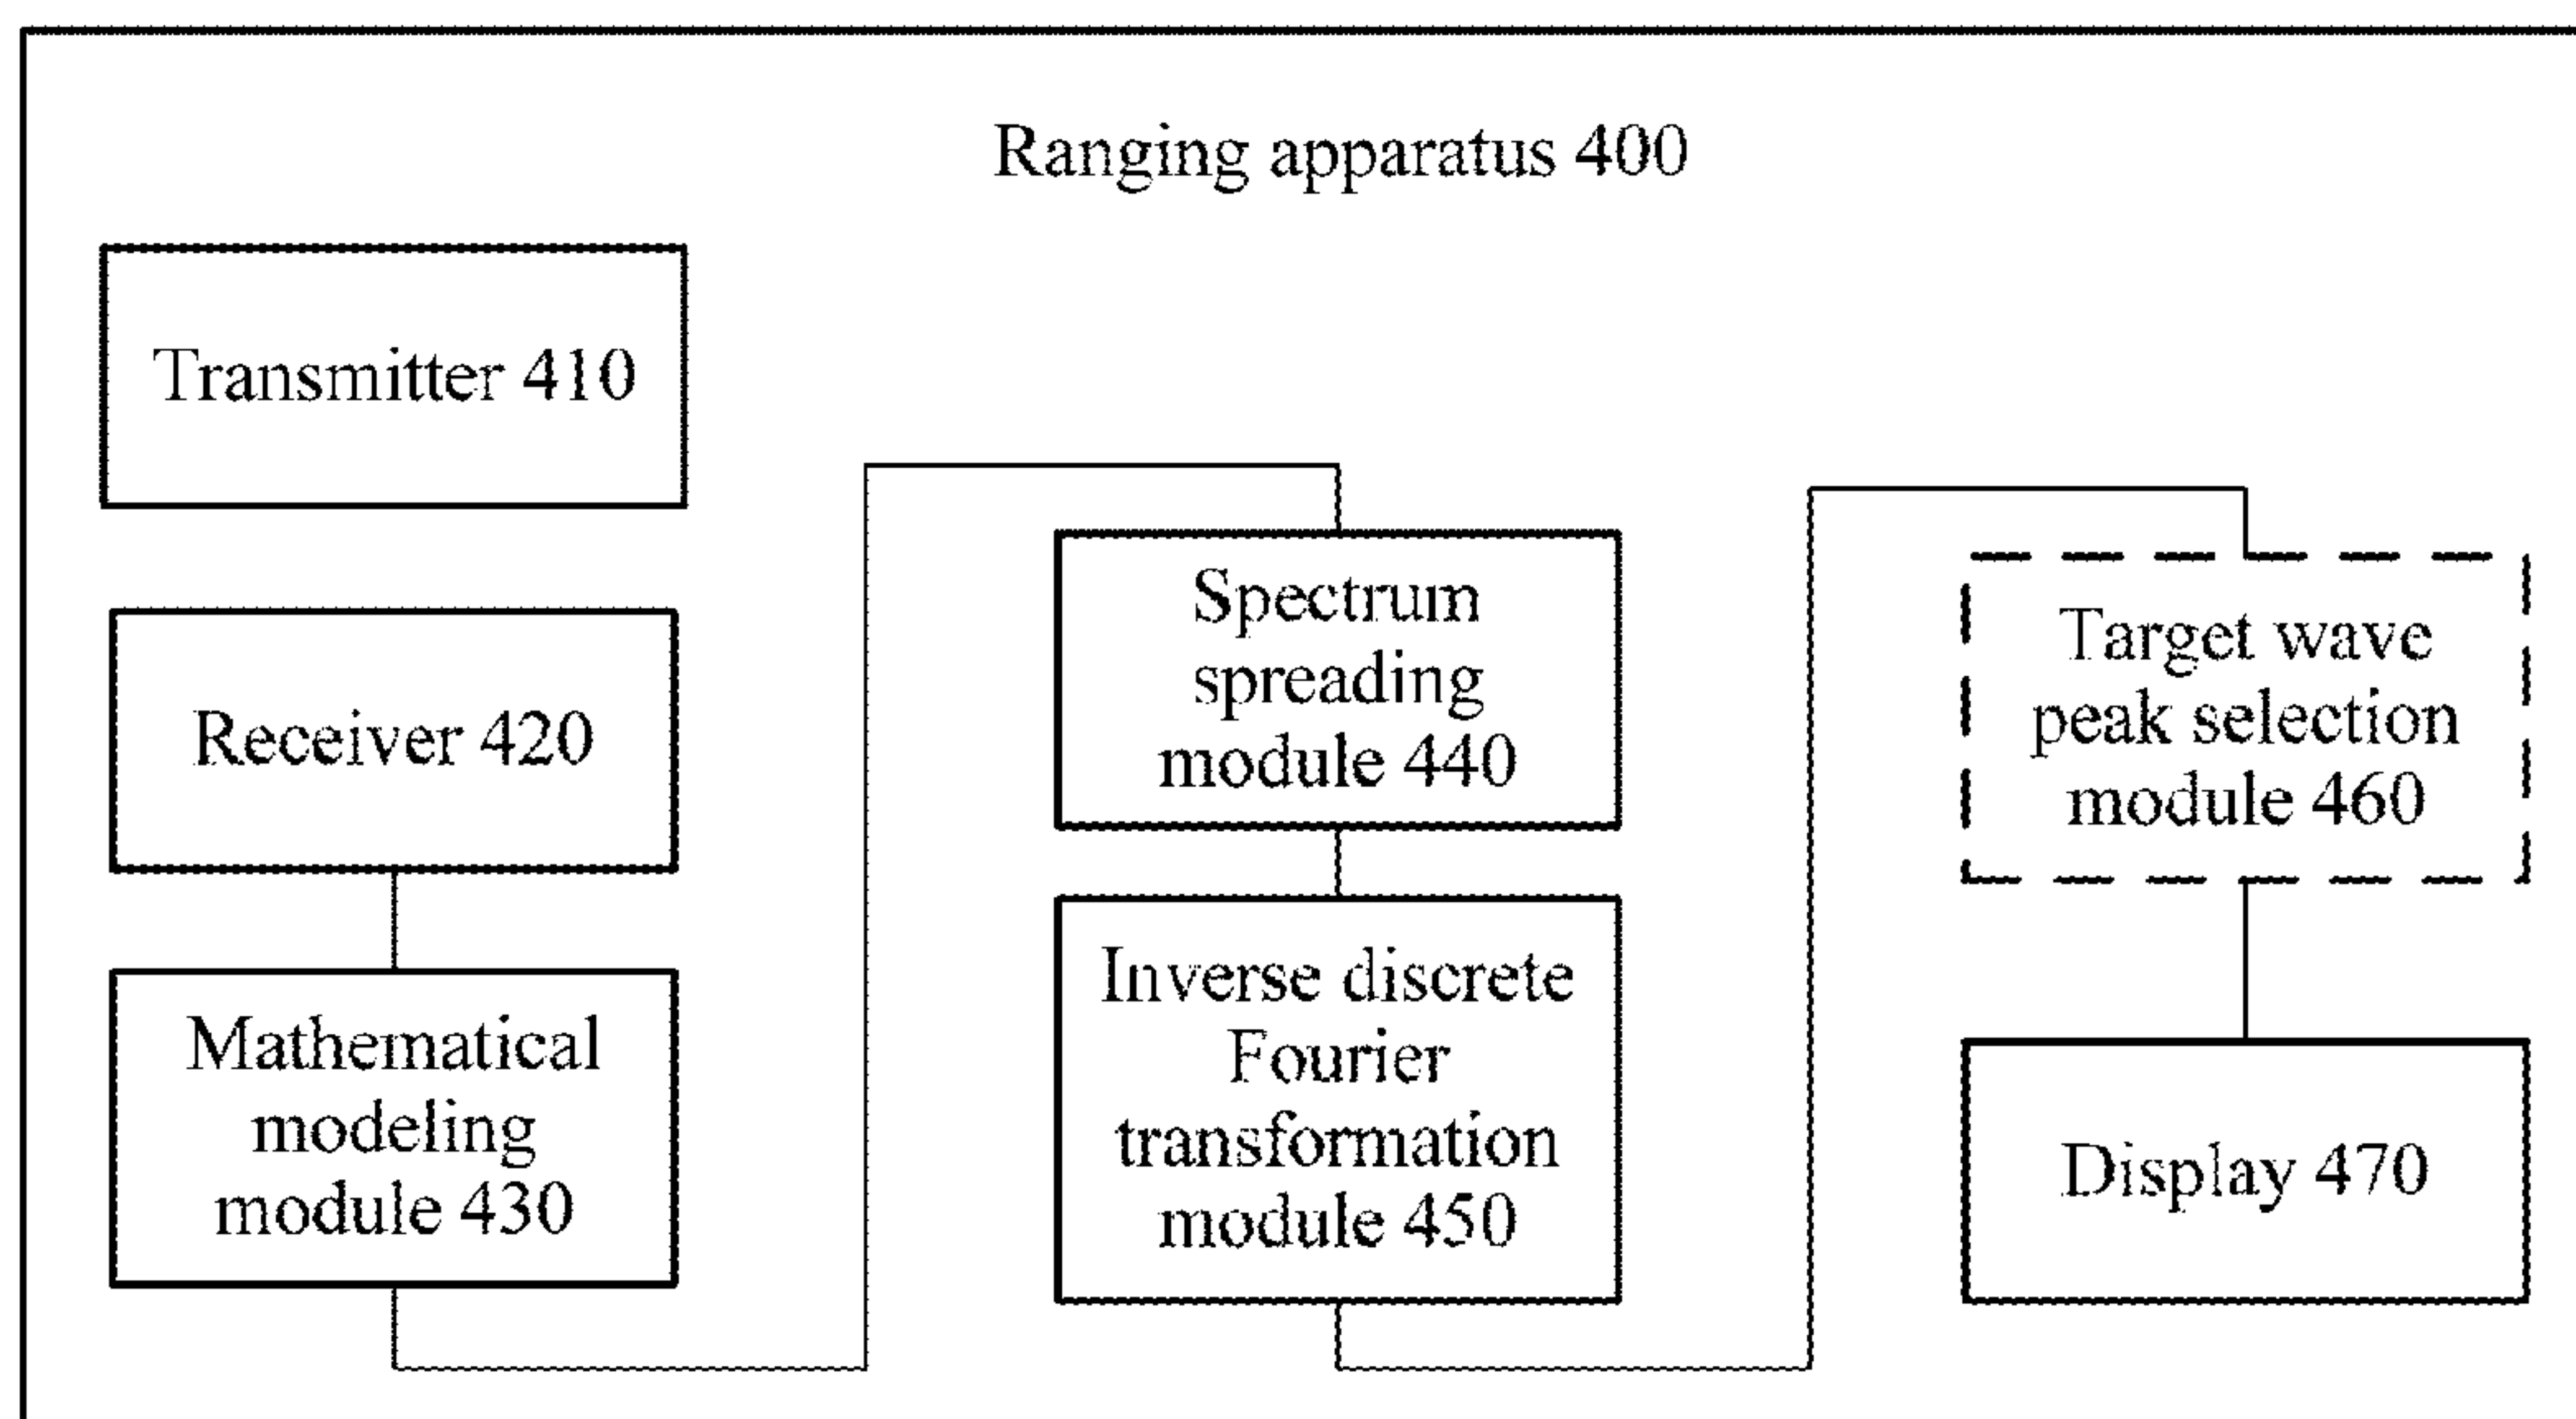 Ranging apparatus 400
Transmitter 410
Receiver 420
Mathematical
modeling
module 430
Spectrum
spreading
module 440
Inverse discrete
Fourier
transformation
module 450
Target wave
peak selection
module 460
Display 470